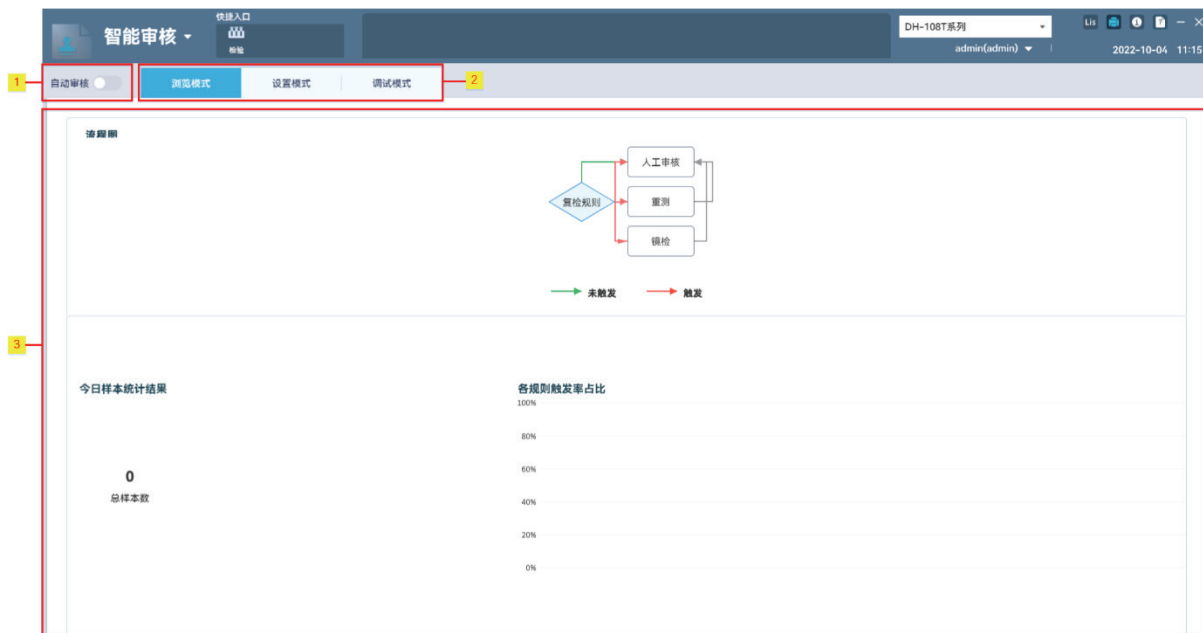 快捷入口
智能审核
检验
DH-108T系列
Lis
admin(admin)
2022-10-04 11:15
1
自动审核
浏览模式
设置模式
调试模式
2
流程图
人工审核
复检规则
重测
镜检
未触发
触发
3
今日样本统计结果
各规则触发率占比
100%
80%
60%
0
总样本数
40%
20%
0%